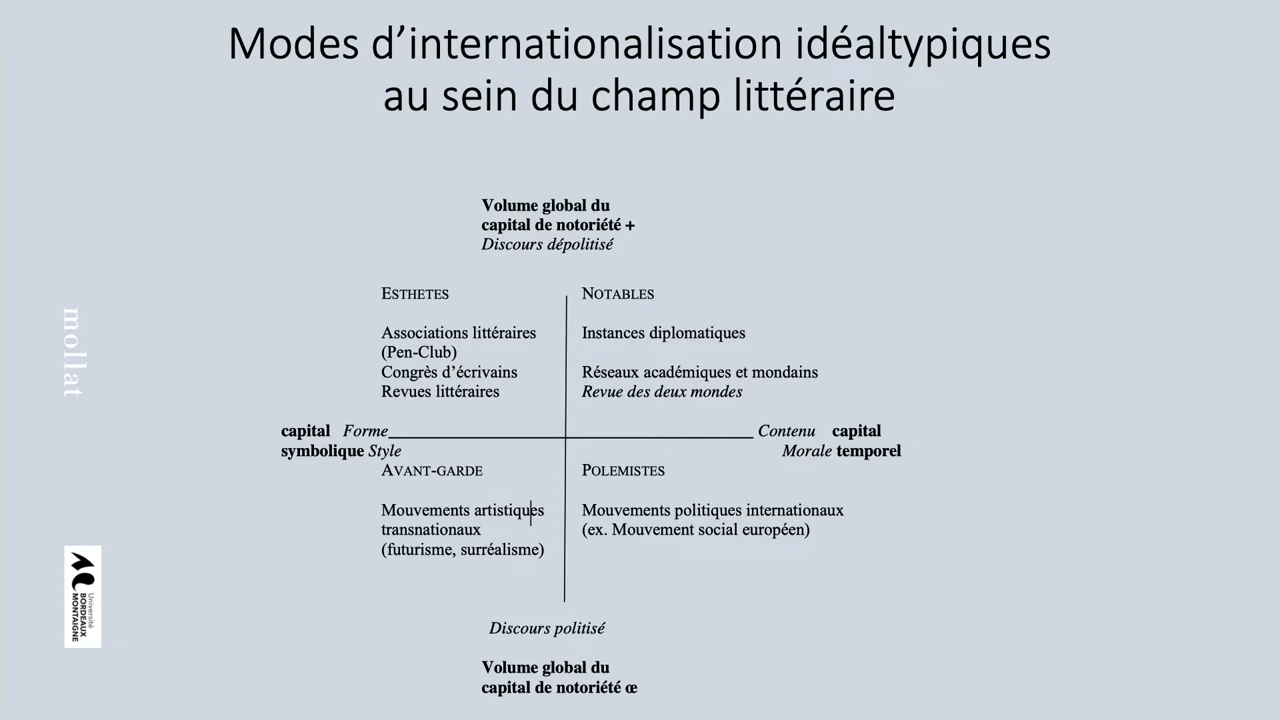 Modes d’internationalisation idéaltypiques
au sein du champ littéraire
Volume global du
capital de notoriété +
Discours dépolitisé
ESTHETES
NOTABLES
Associations littéraires
(Pen-Club)
Congrès d’écrivains
Revues littéraires
Instances diplomatiques
Réseaux académiques et mondains
Revue des deux mondes
capital Forme
symbolique Style
Contenu capital
Morale temporel
AVANT-GARDE
POLEMISTES
Mouvements artistiques
transnationaux
(futurisme, surréalisme)
Mouvements politiques internationaux
(ex. Mouvement social européen)
Discours politisé
Volume global du
capital de notoriété œ
mollat
Université
BORDEAUX
MONTAIGNE